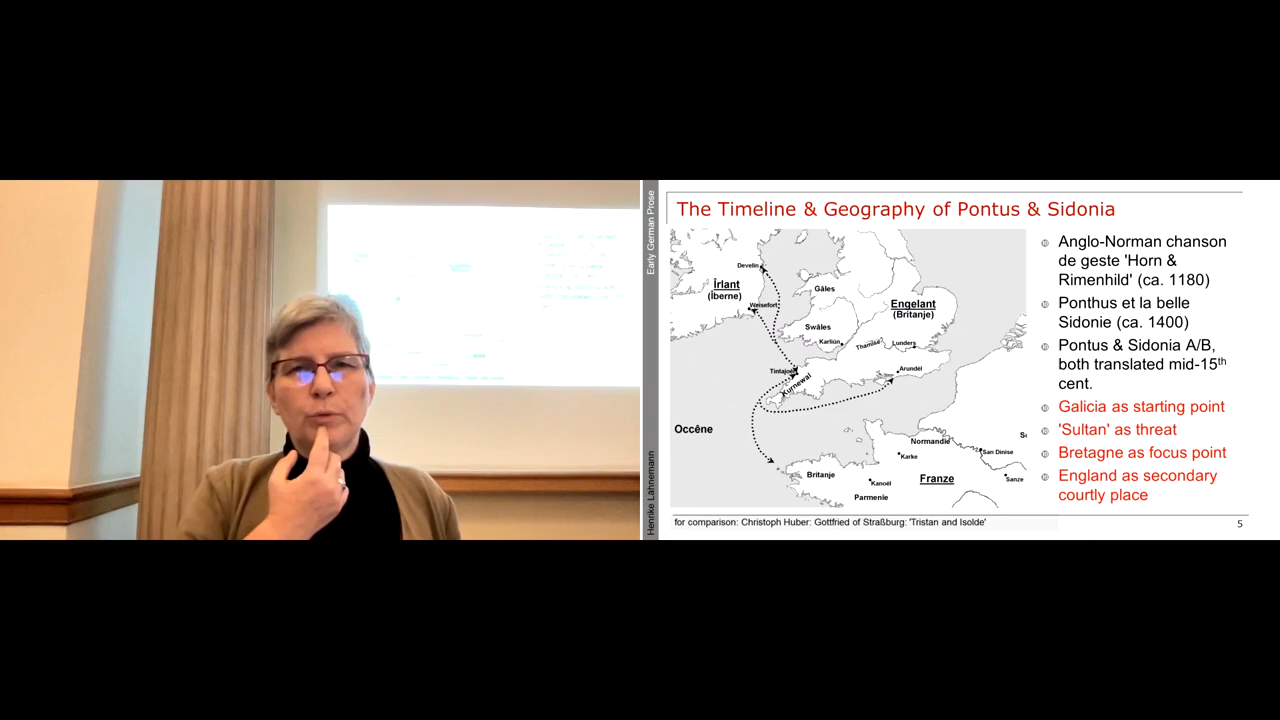 Early German Prose
Henrike Lahnemann
The Timeline & Geography of Pontus & Sidonia
Develin
Îrlant
(Iberne)
Weisefort
Gâles
Engelant
(Britanje)
Swâles
Karliûn
Thamise
Lunders
Tintajoel
Kurnewal
Arundêl
Occêne
Normandie
Karke
San Dinise
Sanze
Britanje
Kanoêl
Franze
Parmenie
Anglo-Norman chanson
de geste 'Horn &
Rimenhild' (ca. 1180)
Ponthus et la belle
Sidonie (ca. 1400)
Pontus & Sidonia A/B,
both translated mid-15th
cent.
Galicia as starting point
'Sultan' as threat
Bretagne as focus point
England as secondary
courtly place
for comparison: Christoph Huber: Gottfried of Straßburg: 'Tristan and Isolde'
5